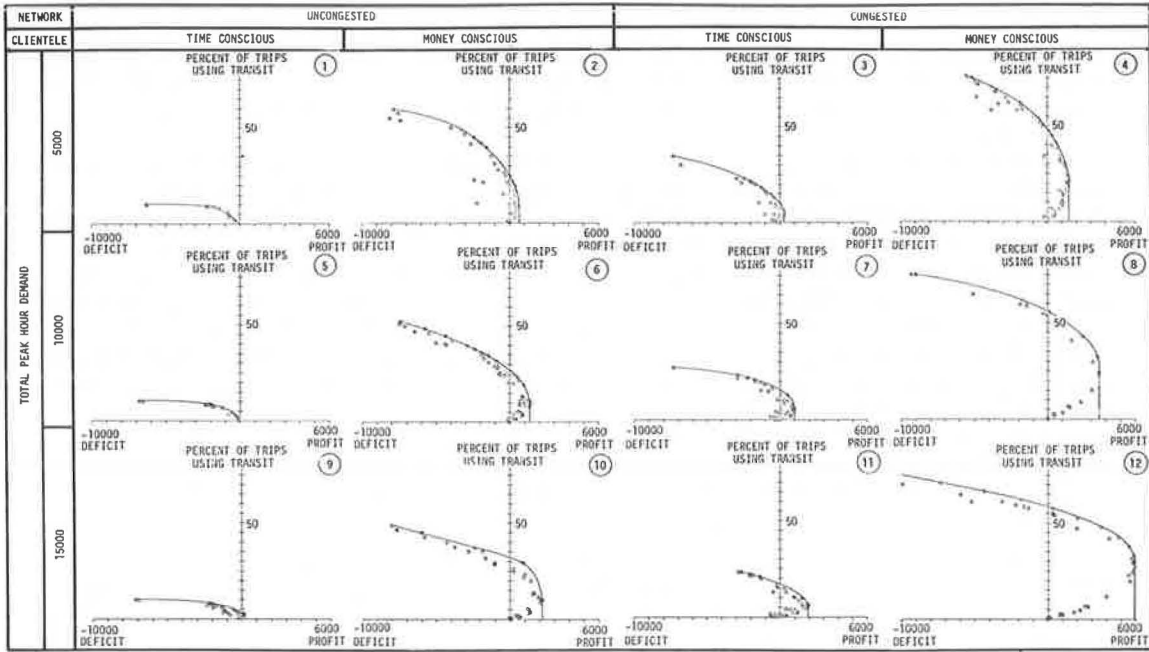 NETWORK UNCONGESTED CONGESTED
CLIENTELE TIME CONSCIOUS MONEY CONSCIOUS TIME CONSCIOUS MONEY CONSCIOUS
TOTAL PEAK HOUR DEMAND
5000
PERCENT OF TRIPS
USING TRANSIT
1
50
-10000
DEFICIT
6000
PROFIT
PERCENT OF TRIPS
USING TRANSIT
2
50
-10000
DEFICIT
6000
PROFIT
PERCENT OF TRIPS
USING TRANSIT
3
50
-10000
DEFICIT
6000
PROFIT
PERCENT OF TRIPS
USING TRANSIT
4
50
-10000
DEFICIT
6000
PROFIT
10000
PERCENT OF TRIPS
USING TRANSIT
5
50
-10000
DEFICIT
6000
PROFIT
PERCENT OF TRIPS
USING TRANSIT
6
50
-10000
DEFICIT
6000
PROFIT
PERCENT OF TRIPS
USING TRANSIT
7
50
-10000
DEFICIT
6000
PROFIT
PERCENT OF TRIPS
USING TRANSIT
8
50
-10000
DEFICIT
6000
PROFIT
15000
PERCENT OF TRIPS
USING TRANSIT
9
50
-10000
DEFICIT
6000
PROFIT
PERCENT OF TRIPS
USING TRANSIT
10
50
-10000
DEFICIT
6000
PROFIT
PERCENT OF TRIPS
USING TRANSIT
11
50
-10000
DEFICIT
6000
PROFIT
PERCENT OF TRIPS
USING TRANSIT
12
50
-10000
DEFICIT
6000
PROFIT